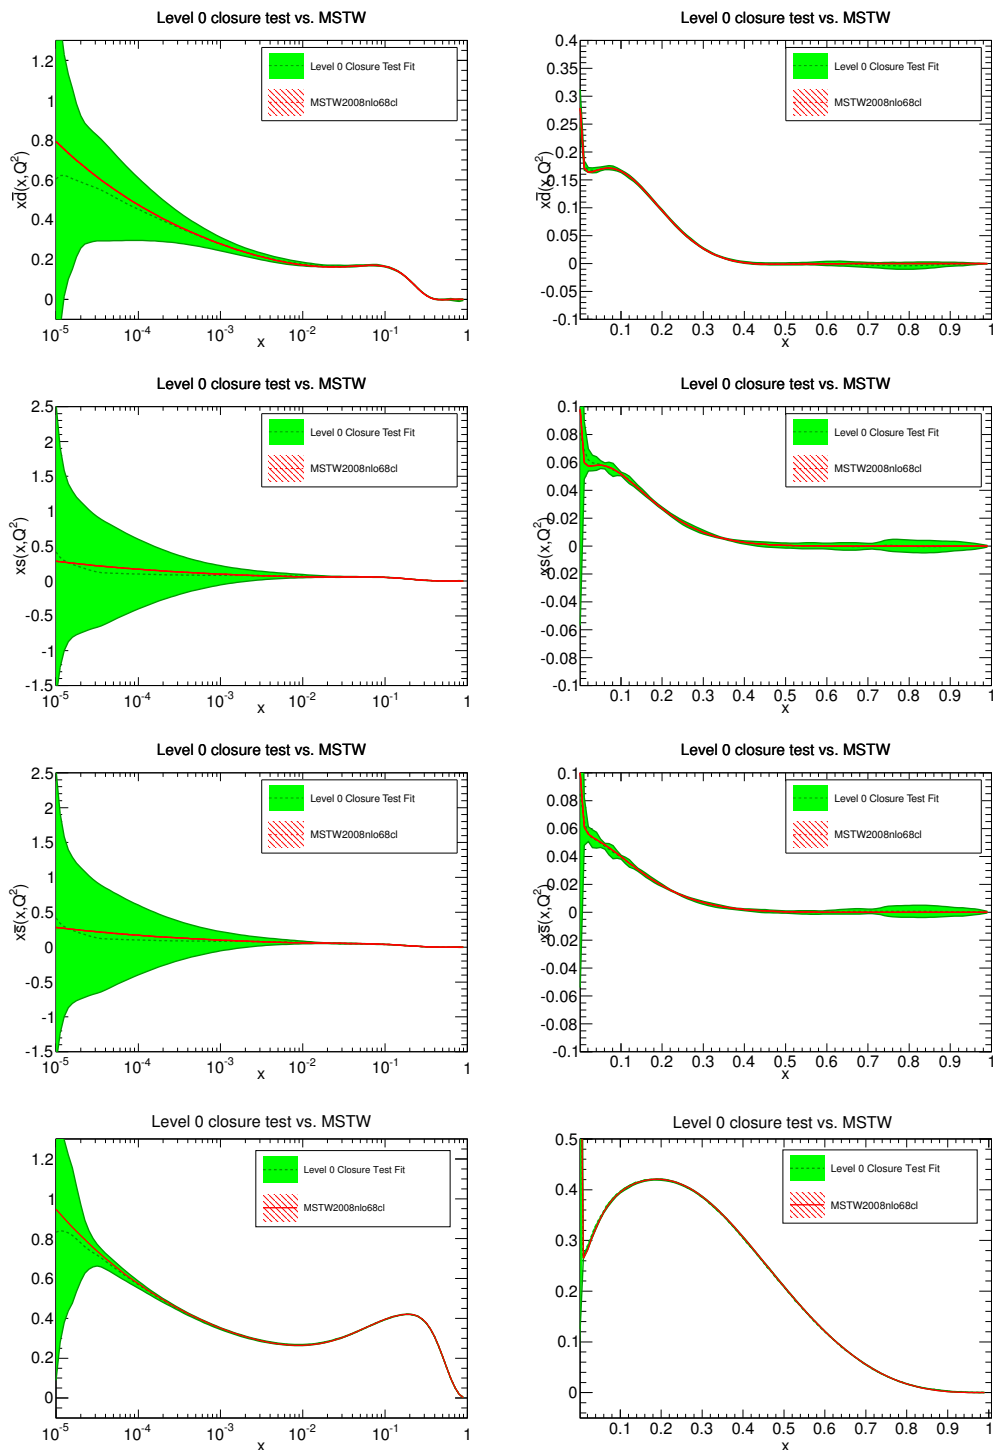 Level 0 closure test vs. MSTW
Level 0 Closure Test Fit
MSTW2008nlo68cl
xd̄(x,Q²)
1.2
1
0.8
0.6
0.4
0.2
0
10⁻⁵ 10⁻⁴ 10⁻³ 10⁻² 10⁻¹ 1
x
Level 0 closure test vs. MSTW
Level 0 Closure Test Fit
MSTW2008nlo68cl
xd̄(x,Q²)
0.4
0.35
0.3
0.25
0.2
0.15
0.1
0.05
0
-0.05
-0.1
0.1 0.2 0.3 0.4 0.5 0.6 0.7 0.8 0.9 1
x
Level 0 closure test vs. MSTW
Level 0 Closure Test Fit
MSTW2008nlo68cl
xs(x,Q²)
2.5
2
1.5
1
0.5
0
-0.5
-1
-1.5
10⁻⁵ 10⁻⁴ 10⁻³ 10⁻² 10⁻¹ 1
x
Level 0 closure test vs. MSTW
Level 0 Closure Test Fit
MSTW2008nlo68cl
xs(x,Q²)
0.1
0.08
0.06
0.04
0.02
0
-0.02
-0.04
-0.06
-0.08
-0.1
0.1 0.2 0.3 0.4 0.5 0.6 0.7 0.8 0.9 1
x
Level 0 closure test vs. MSTW
Level 0 Closure Test Fit
MSTW2008nlo68cl
xs̄(x,Q²)
2.5
2
1.5
1
0.5
0
-0.5
-1
-1.5
10⁻⁵ 10⁻⁴ 10⁻³ 10⁻² 10⁻¹ 1
x
Level 0 closure test vs. MSTW
Level 0 Closure Test Fit
MSTW2008nlo68cl
xs̄(x,Q²)
0.1
0.08
0.06
0.04
0.02
0
-0.02
-0.04
-0.06
-0.08
-0.1
0.1 0.2 0.3 0.4 0.5 0.6 0.7 0.8 0.9 1
x
Level 0 closure test vs. MSTW
Level 0 Closure Test Fit
MSTW2008nlo68cl
1.2
1
0.8
0.6
0.4
0.2
0
10⁻⁵ 10⁻⁴ 10⁻³ 10⁻² 10⁻¹ 1
x
Level 0 closure test vs. MSTW
Level 0 Closure Test Fit
MSTW2008nlo68cl
0.5
0.4
0.3
0.2
0.1
0
0.1 0.2 0.3 0.4 0.5 0.6 0.7 0.8 0.9 1
x